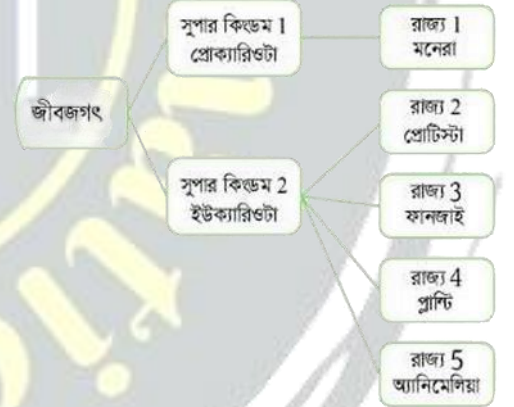 জীবজগৎ
সুপার কিংডম 1
প্রোক্যারিওটা
রাজ্য 1
মনেরা
সুপার কিংডম 2
ইউক্যারিওটা
রাজ্য 2
প্রোটিস্টা
রাজ্য 3
ফানজাই
রাজ্য 4
প্লান্টি
রাজ্য 5
অ্যানিমেলিয়া